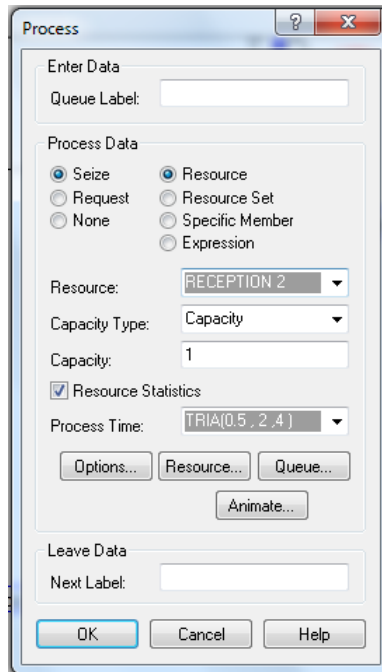 Process
Enter Data
Queue Label:
Process Data
Seize Resource
Request Resource Set
None Specific Member
Expression
Resource: RECEPTION 2
Capacity Type: Capacity
Capacity: 1
Resource Statistics
Process Time: TRIA(0.5 , 2 ,4 )
Options... Resource... Queue...
Animate...
Leave Data
Next Label:
OK Cancel Help